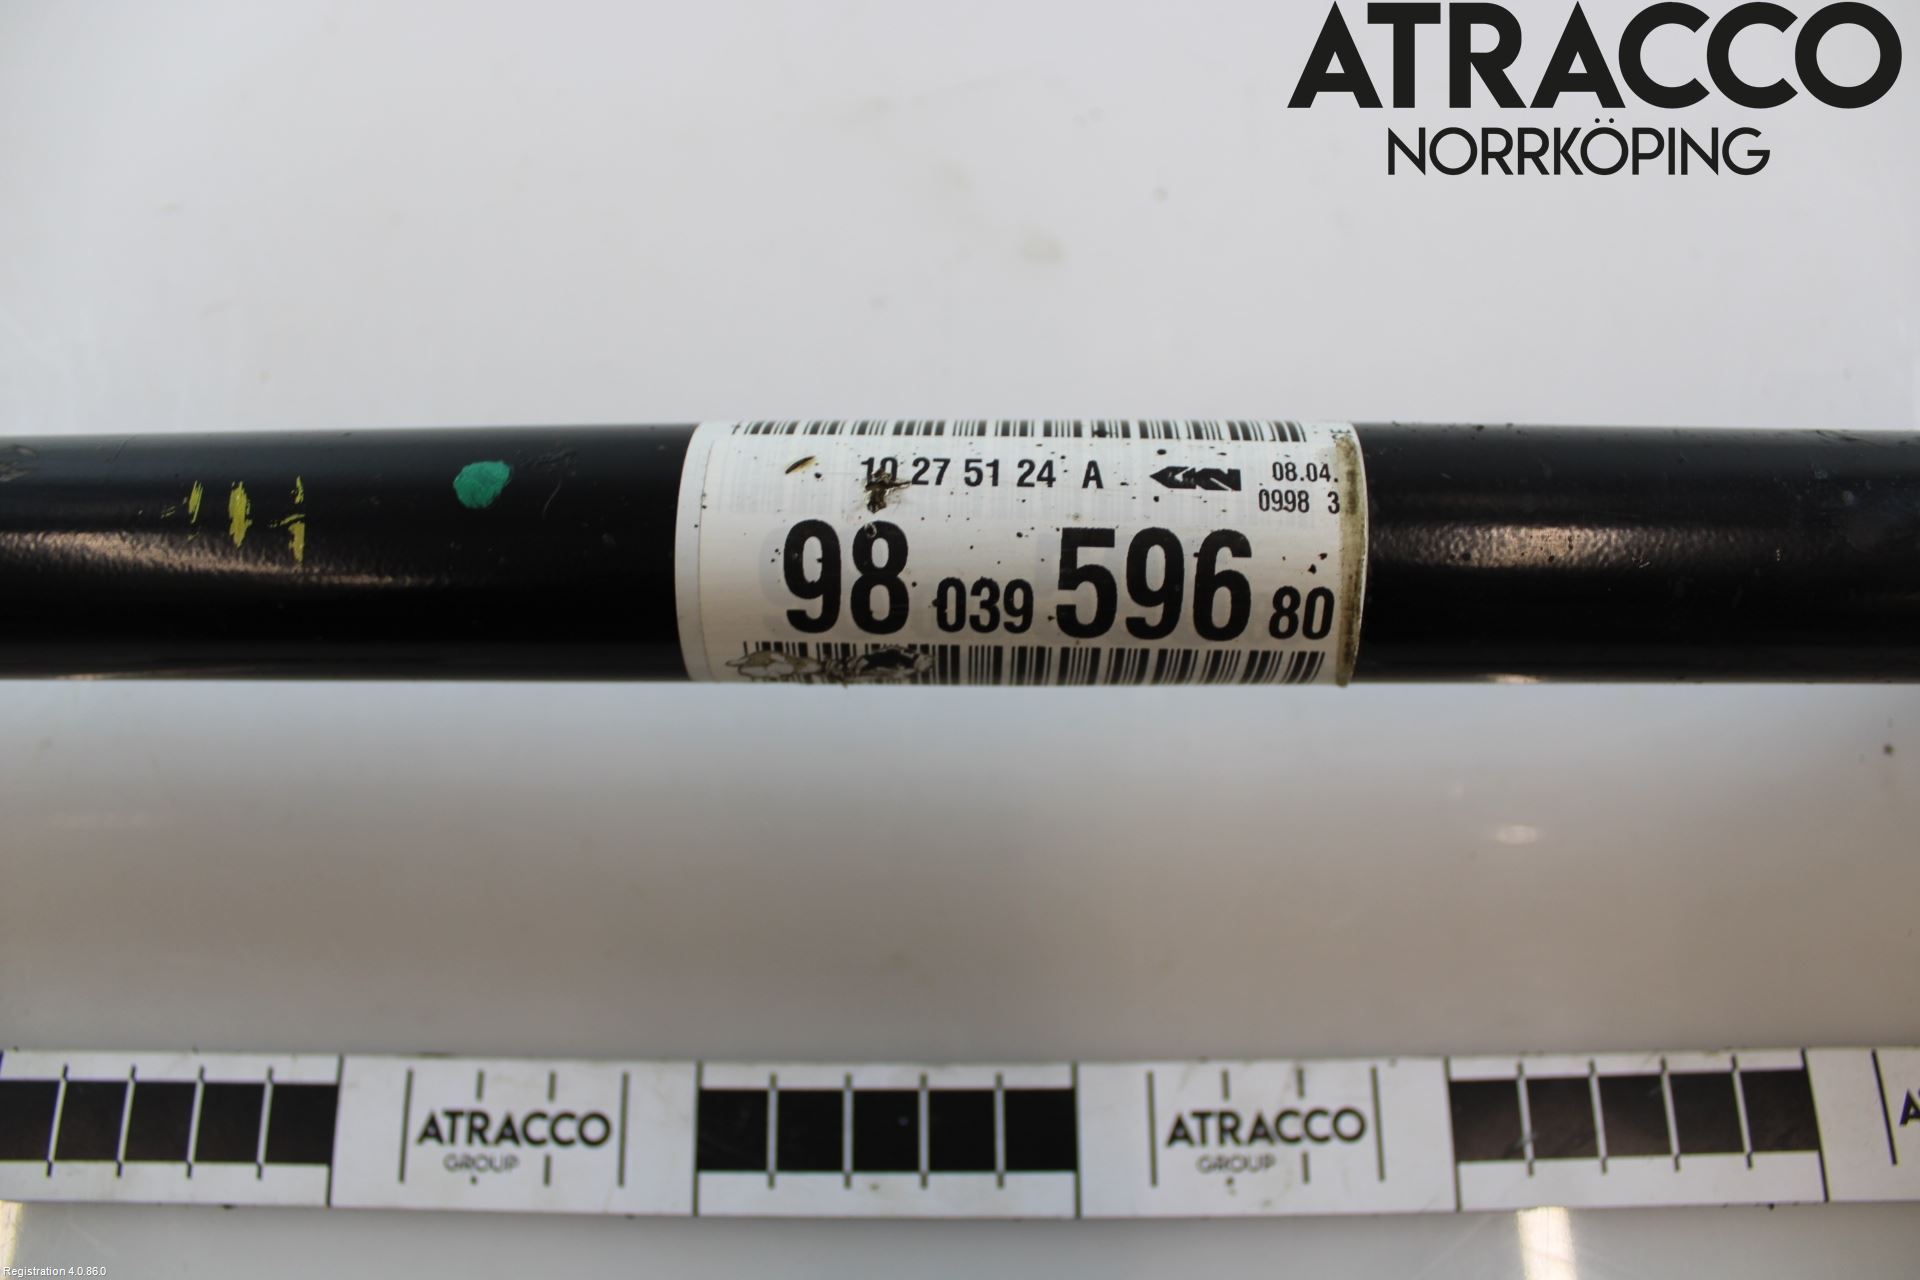 ATRACCO
NORRKÖPING
10 27 51 24 A GKN 08.04.
0998 3
98 039 596 80
ATRACCO
GROUP
ATRACCO
GROUP
A
Registration 4.0.86.0